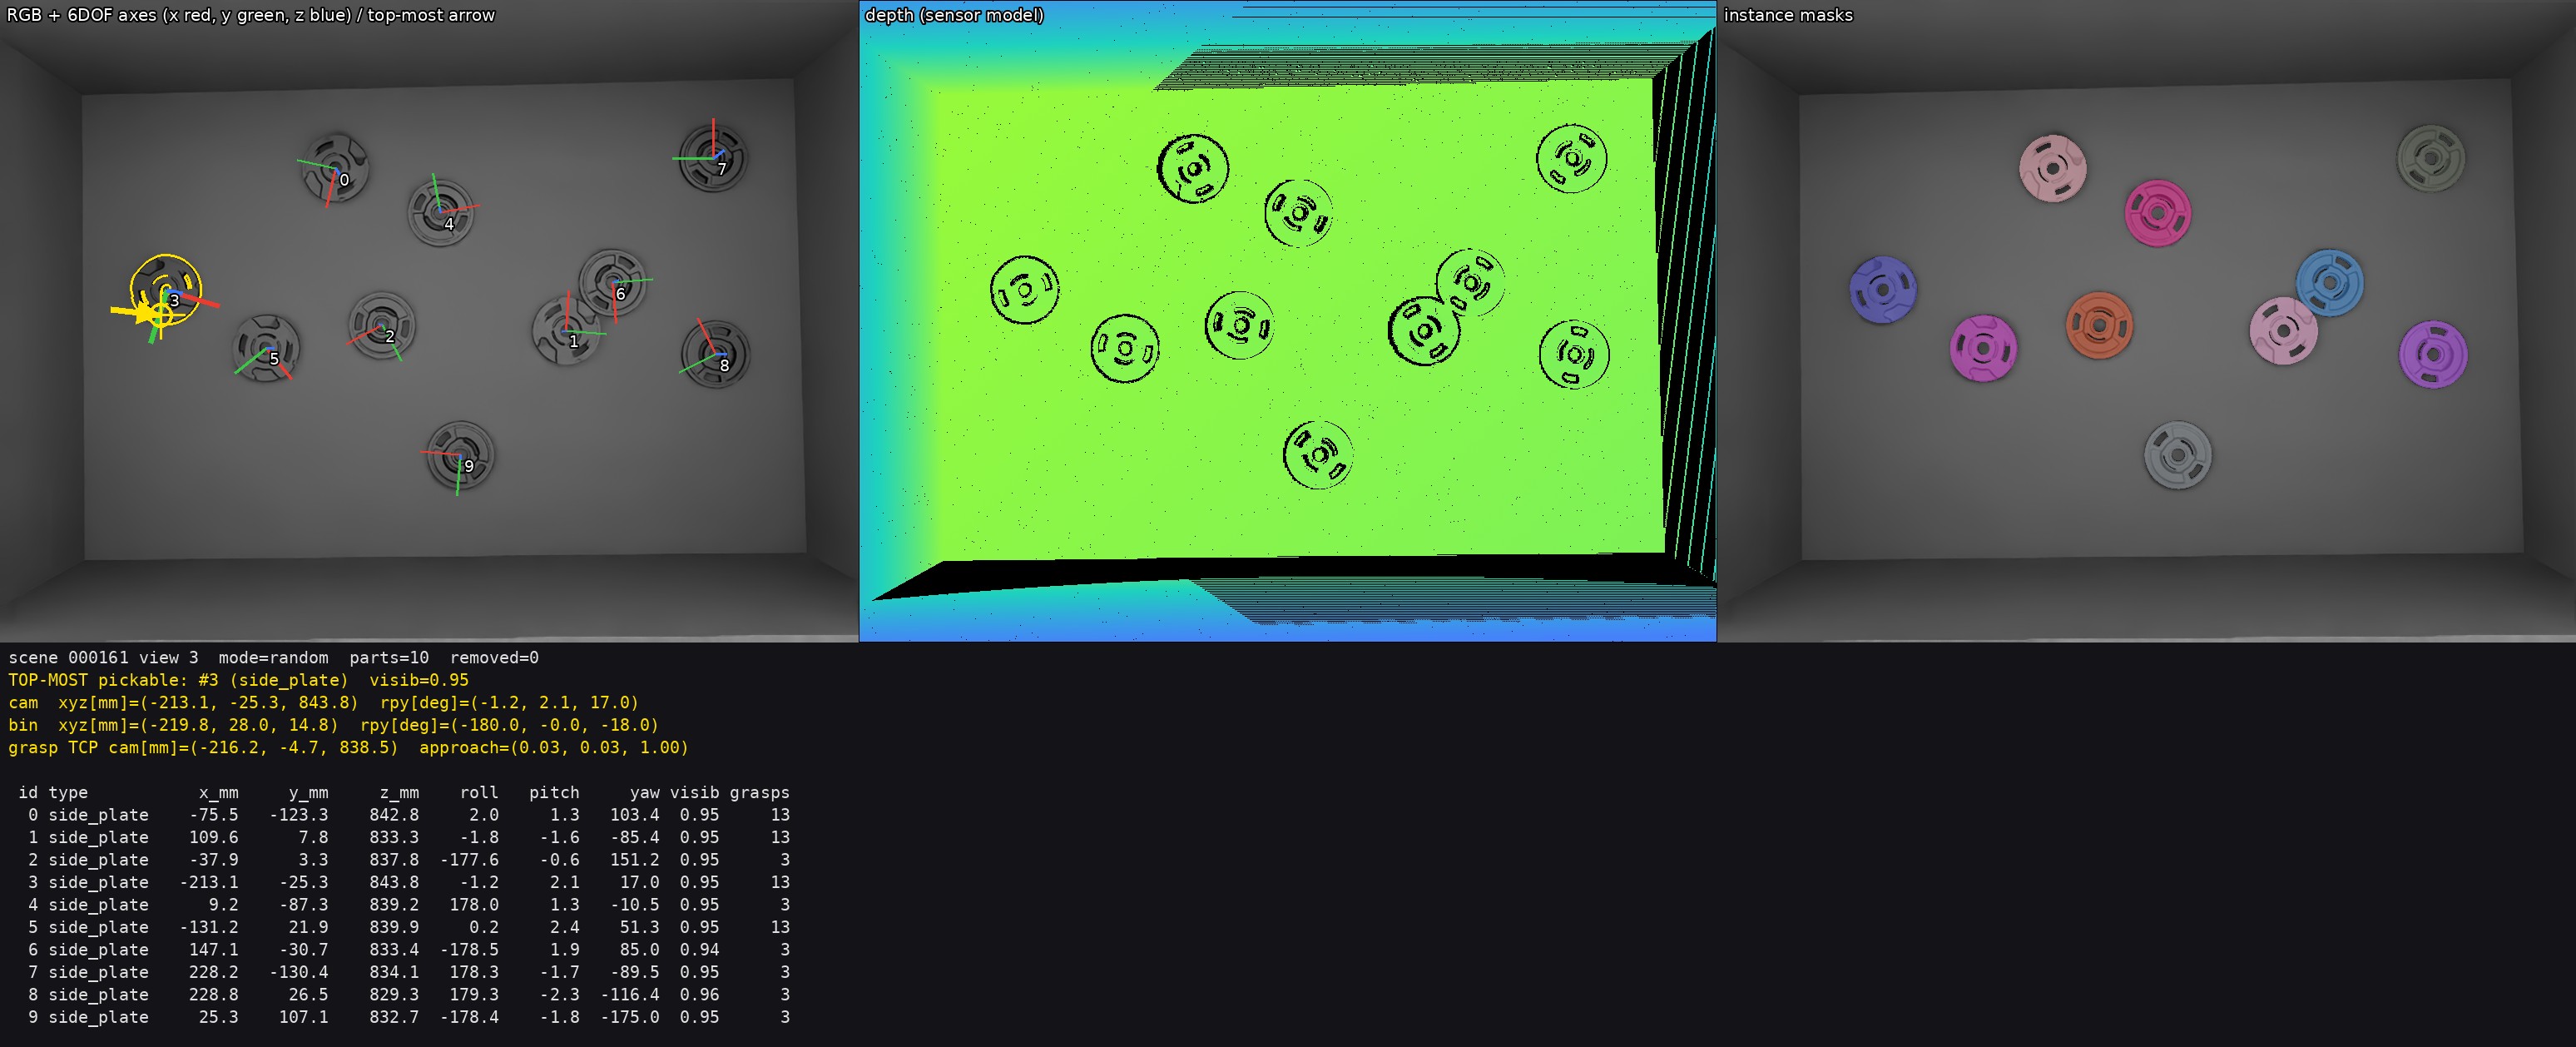 RGB + 6DOF axes (x red, y green, z blue) / top-most arrow
depth (sensor model)
instance masks
0
7
4
3
6
2
1
5
8
9
scene 000161 view 3  mode=random  parts=10  removed=0
TOP-MOST pickable: #3 (side_plate)  visib=0.95
cam  xyz[mm]=(-213.1, -25.3, 843.8)  rpy[deg]=(-1.2, 2.1, 17.0)
bin  xyz[mm]=(-219.8, 28.0, 14.8)  rpy[deg]=(-180.0, -0.0, -18.0)
grasp TCP cam[mm]=(-216.2, -4.7, 838.5)  approach=(0.03, 0.03, 1.00)
id type x_mm y_mm z_mm roll pitch yaw visib grasps
0 side_plate -75.5 -123.3 842.8 2.0 1.3 103.4 0.95 13
1 side_plate 109.6 7.8 833.3 -1.8 -1.6 -85.4 0.95 13
2 side_plate -37.9 3.3 837.8 -177.6 -0.6 151.2 0.95 3
3 side_plate -213.1 -25.3 843.8 -1.2 2.1 17.0 0.95 13
4 side_plate 9.2 -87.3 839.2 178.0 1.3 -10.5 0.95 3
5 side_plate -131.2 21.9 839.9 0.2 2.4 51.3 0.95 13
6 side_plate 147.1 -30.7 833.4 -178.5 1.9 85.0 0.94 3
7 side_plate 228.2 -130.4 834.1 178.3 -1.7 -89.5 0.95 3
8 side_plate 228.8 26.5 829.3 179.3 -2.3 -116.4 0.96 3
9 side_plate 25.3 107.1 832.7 -178.4 -1.8 -175.0 0.95 3